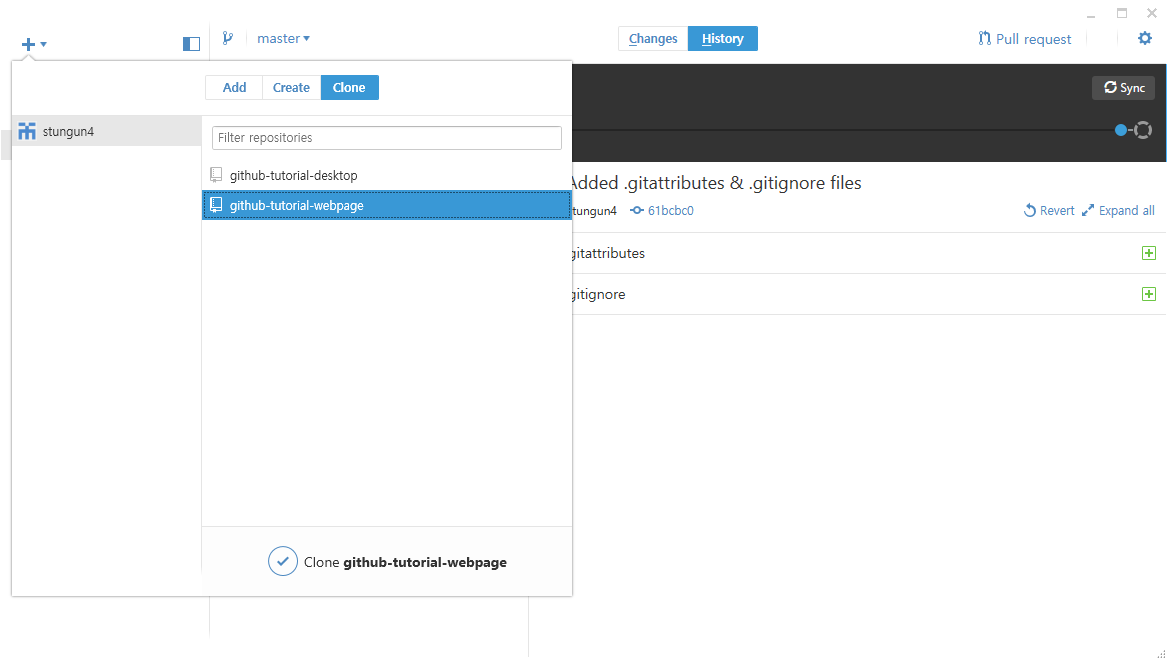 master
Changes
History
Pull request
Add
Create
Clone
Sync
stungun4
Filter repositories
github-tutorial-desktop
github-tutorial-webpage
Added .gitattributes & .gitignore files
tungun4
61bcbc0
Revert
Expand all
gitattributes
gitignore
Clone github-tutorial-webpage